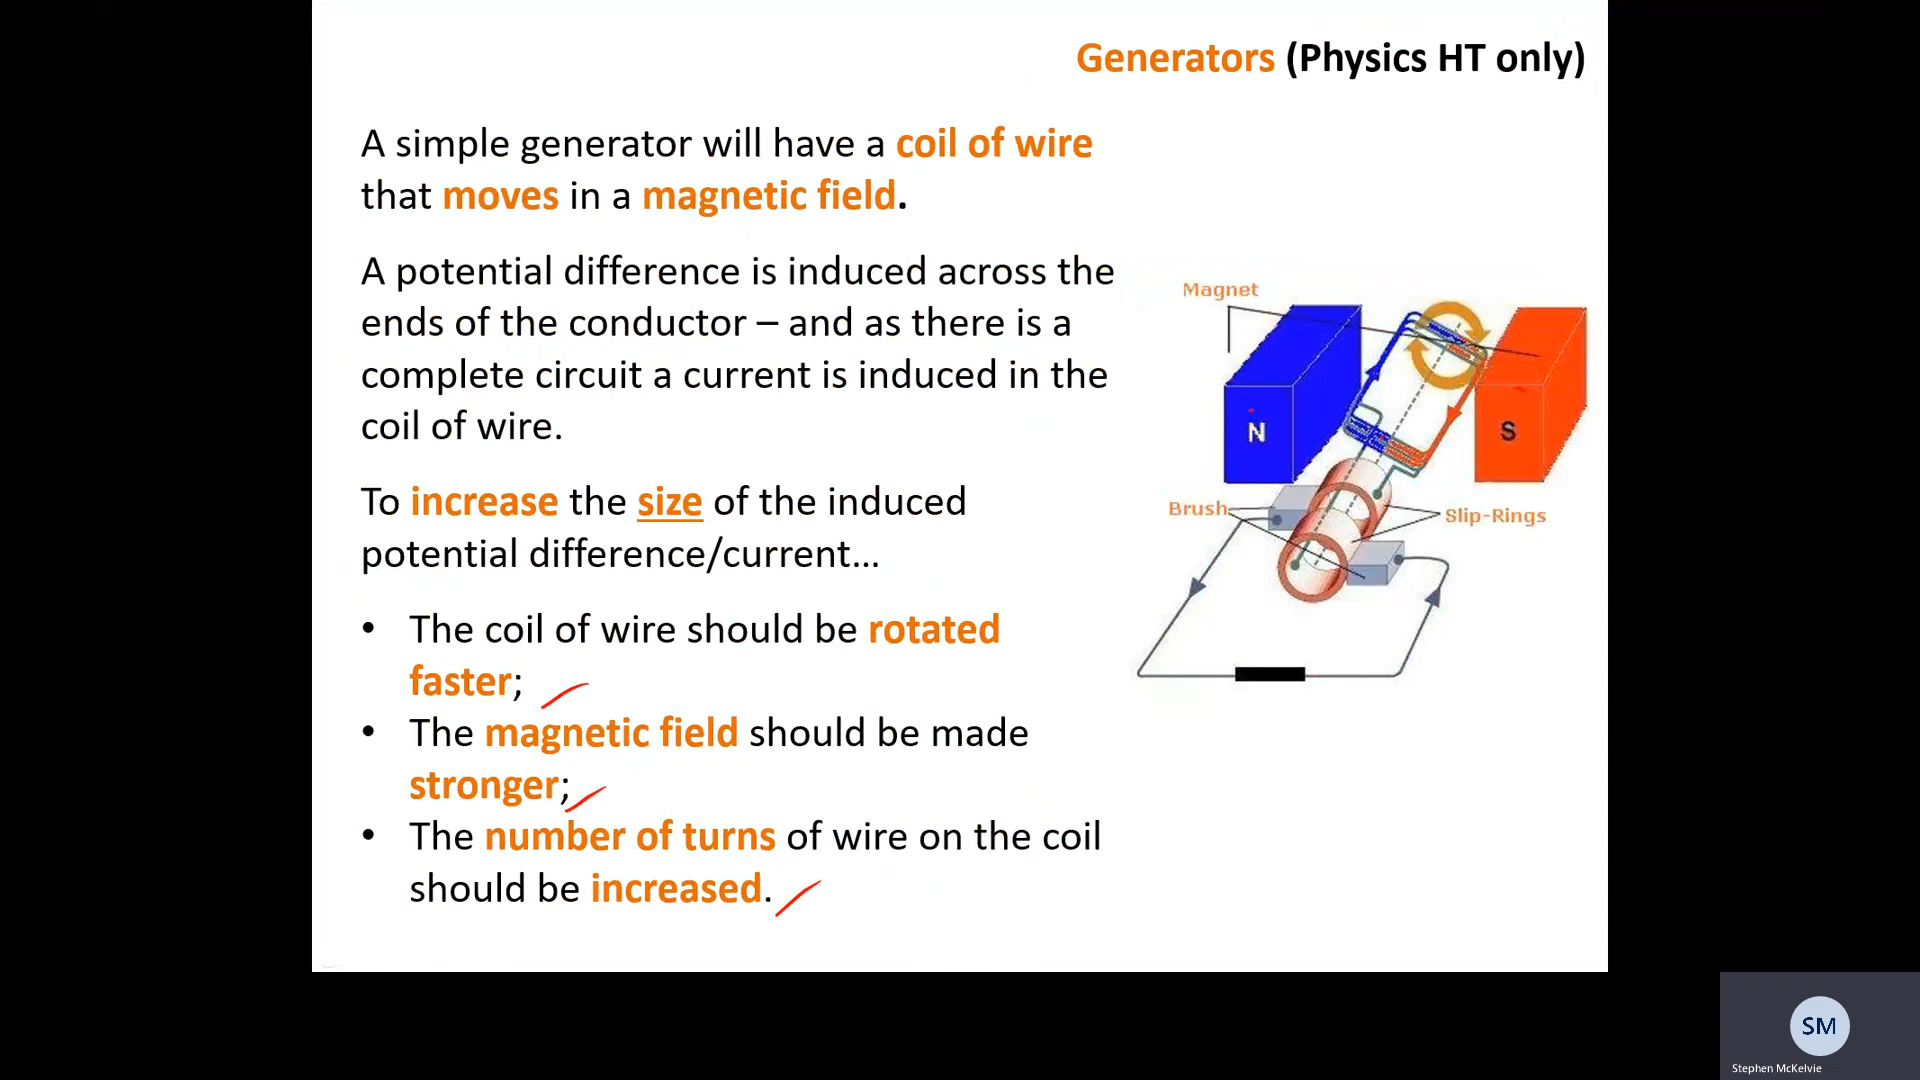 Generators (Physics HT only)
A simple generator will have a coil of wire
that moves in a magnetic field.
A potential difference is induced across the
ends of the conductor – and as there is a
complete circuit a current is induced in the
coil of wire.
To increase the size of the induced
potential difference/current...
• The coil of wire should be rotated
faster;
• The magnetic field should be made
stronger;
• The number of turns of wire on the coil
should be increased.
Magnet
N
S
Brush
Slip-Rings
SM
Stephen McKelvie